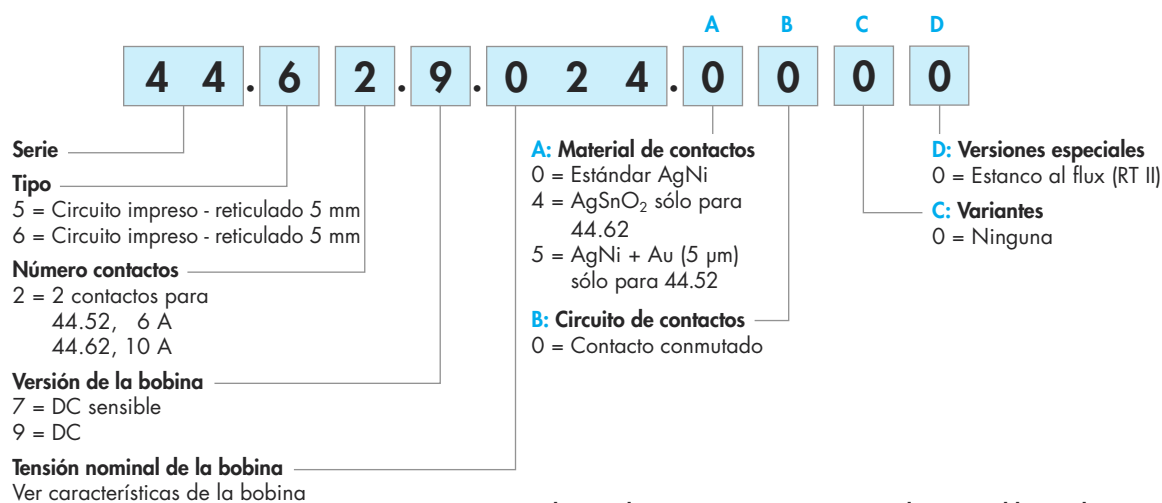 A B C D
4 4 . 6 2 . 9 . 0 2 4 . 0 0 0 0
Serie
Tipo
5 = Circuito impreso - reticulado 5 mm
6 = Circuito impreso - reticulado 5 mm
Número contactos
2 = 2 contactos para
44.52, 6 A
44.62, 10 A
Versión de la bobina
7 = DC sensible
9 = DC
Tensión nominal de la bobina
Ver características de la bobina
A: Material de contactos
0 = Estándar AgNi
4 = AgSnO₂ sólo para
44.62
5 = AgNi + Au (5 µm)
sólo para 44.52
B: Circuito de contactos
0 = Contacto conmutado
D: Versiones especiales
0 = Estanco al flux (RT II)
C: Variantes
0 = Ninguna